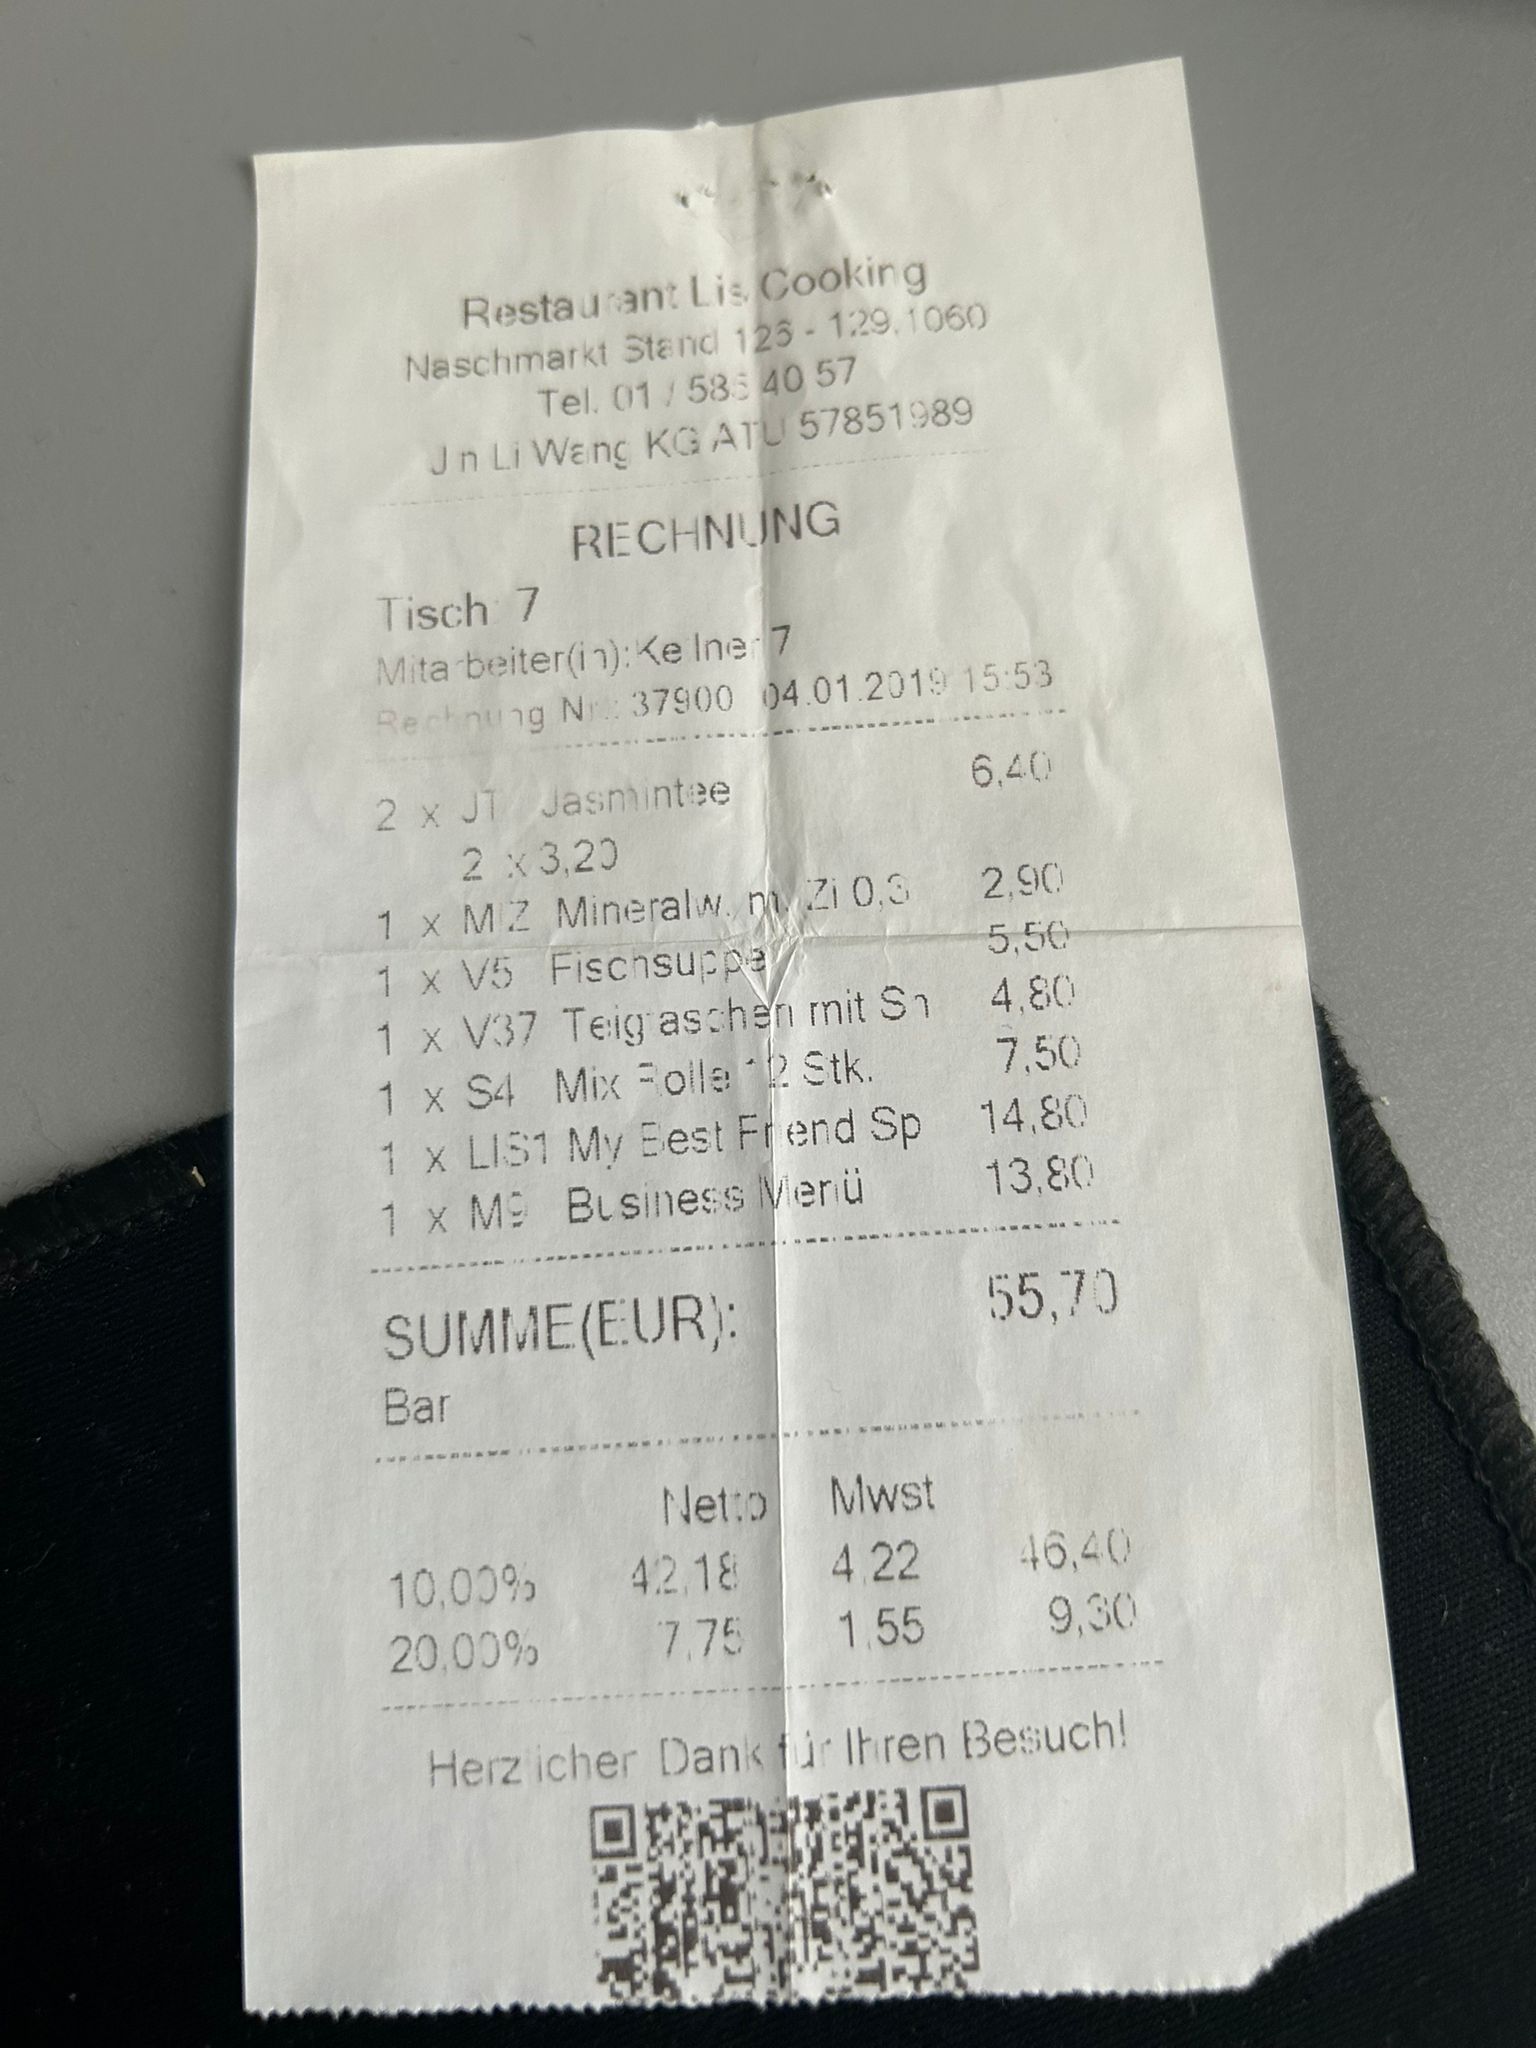 Restaurant Lis Cooking
Naschmarkt Stand 126 - 129,1060
Tel. 01 / 586 40 57
Jin Li Wang KG ATU 57851989
RECHNUNG
Tisch: 7
Mitarbeiter(in):Kellner 7
Rechnung Nr.: 37900 04.01.2019 15:53
2 x JT Jasmintee 6,40
2 x 3,20
1 x MIZ Mineralw. m. Zi 0,3 2,90
1 x V5 Fischsuppe 5,50
1 x V37 Teigtaschen mit Sh 4,80
1 x S4 Mix Rolle 12 Stk. 7,50
1 x LIS1 My Best Friend Sp 14,80
1 x M9 Business Menü 13,80
SUMME(EUR): 55,70
Bar
Netto Mwst
10,00% 42,18 4,22 46,40
20,00% 7,75 1,55 9,30
Herzlicher Dank für Ihren Besuch!